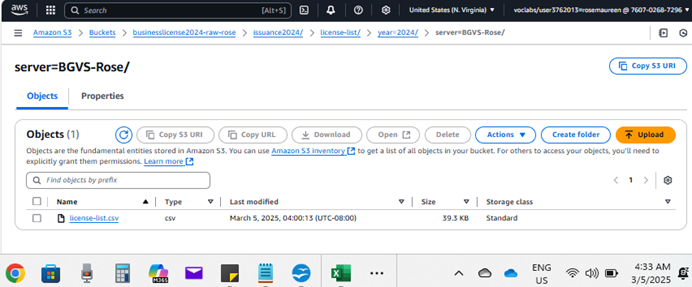 aws Search [Alt+S] United States (N. Virginia) voclabs/user3762013=rosemaureen @ 7607-0268-7296
Amazon S3 > Buckets > businesslicense2024-raw-rose > issuance2024/ > license-list/ > year=2024/ > server=BGVS-Rose/
server=BGVS-Rose/
Copy S3 URI
Objects
Properties
Objects (1)
Copy S3 URI
Copy URL
Download
Open
Delete
Actions
Create folder
Upload
Objects are the fundamental entities stored in Amazon S3. You can use Amazon S3 inventory to get a list of all objects in your bucket. For others to access your objects, you'll need to
explicitly grant them permissions. Learn more
Find objects by prefix
1
Name Type Last modified Size Storage class
license-list.csv csv March 5, 2025, 04:00:13 (UTC-08:00) 39.3 KB Standard
M365
ENG
US
4:33 AM
3/5/2025